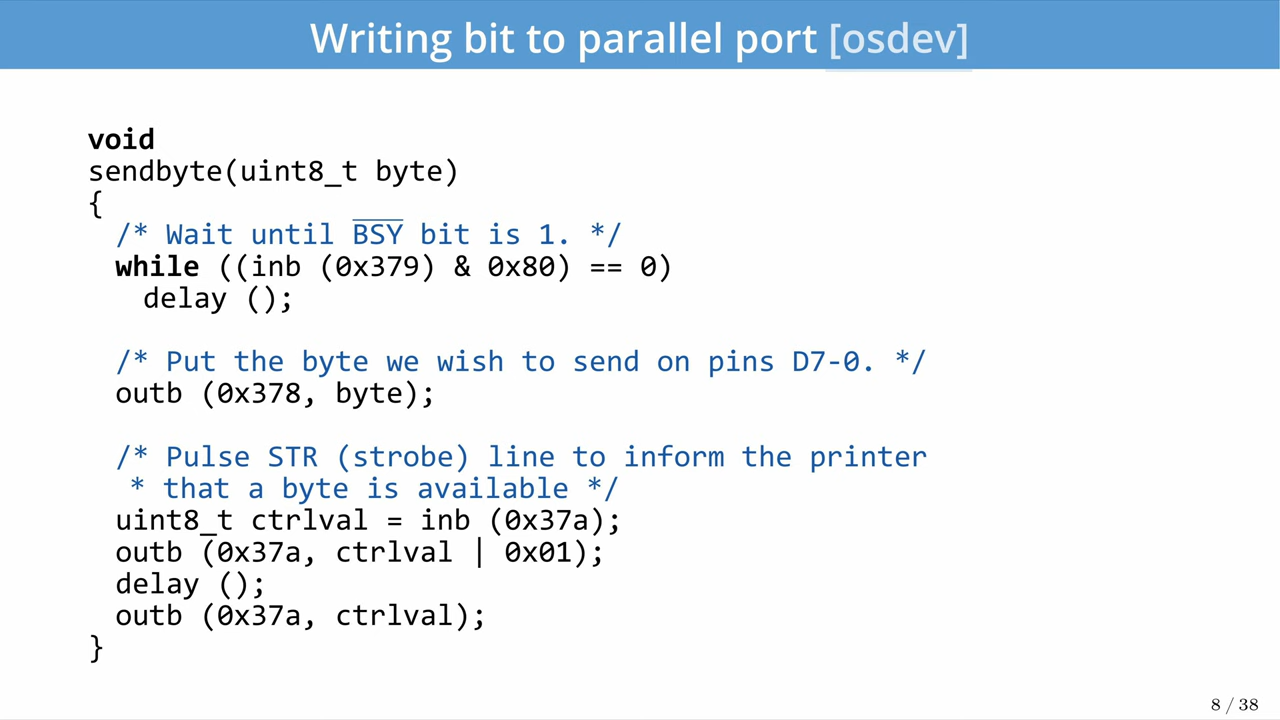 Writing bit to parallel port [osdev]
void
sendbyte(uint8_t byte)
{
/* Wait until B̅S̅Y̅ bit is 1. */
while ((inb (0x379) & 0x80) == 0)
delay ();
/* Put the byte we wish to send on pins D7-0. */
outb (0x378, byte);
/* Pulse STR (strobe) line to inform the printer
* that a byte is available */
uint8_t ctrlval = inb (0x37a);
outb (0x37a, ctrlval | 0x01);
delay ();
outb (0x37a, ctrlval);
}
8 / 38